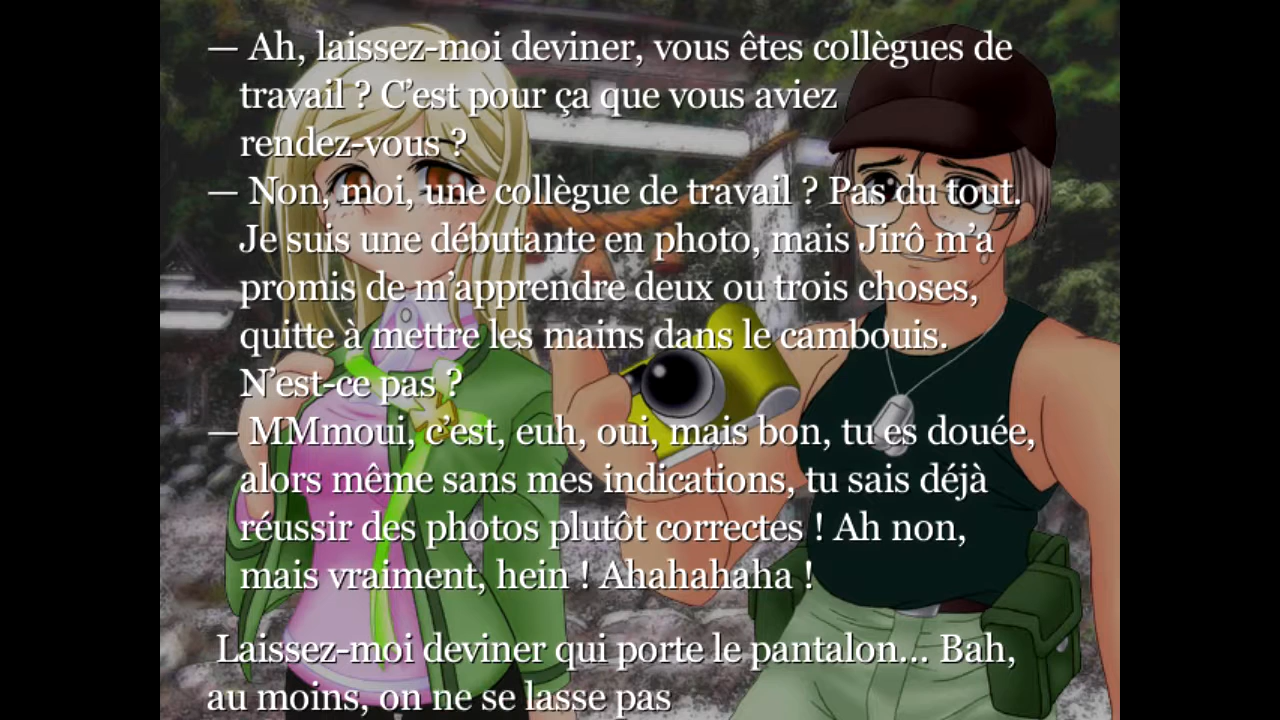 — Ah, laissez-moi deviner, vous êtes collègues de
travail ? C’est pour ça que vous aviez
rendez-vous ?
— Non, moi, une collègue de travail ? Pas du tout.
Je suis une débutante en photo, mais Jirô m’a
promis de m’apprendre deux ou trois choses,
quitte à mettre les mains dans le cambouis.
N’est-ce pas ?
— MMmoui, c’est, euh, oui, mais bon, tu es douée,
alors même sans mes indications, tu sais déjà
réussir des photos plutôt correctes ! Ah non,
mais vraiment, hein ! Ahahahaha !
Laissez-moi deviner qui porte le pantalon... Bah,
au moins, on ne se lasse pas